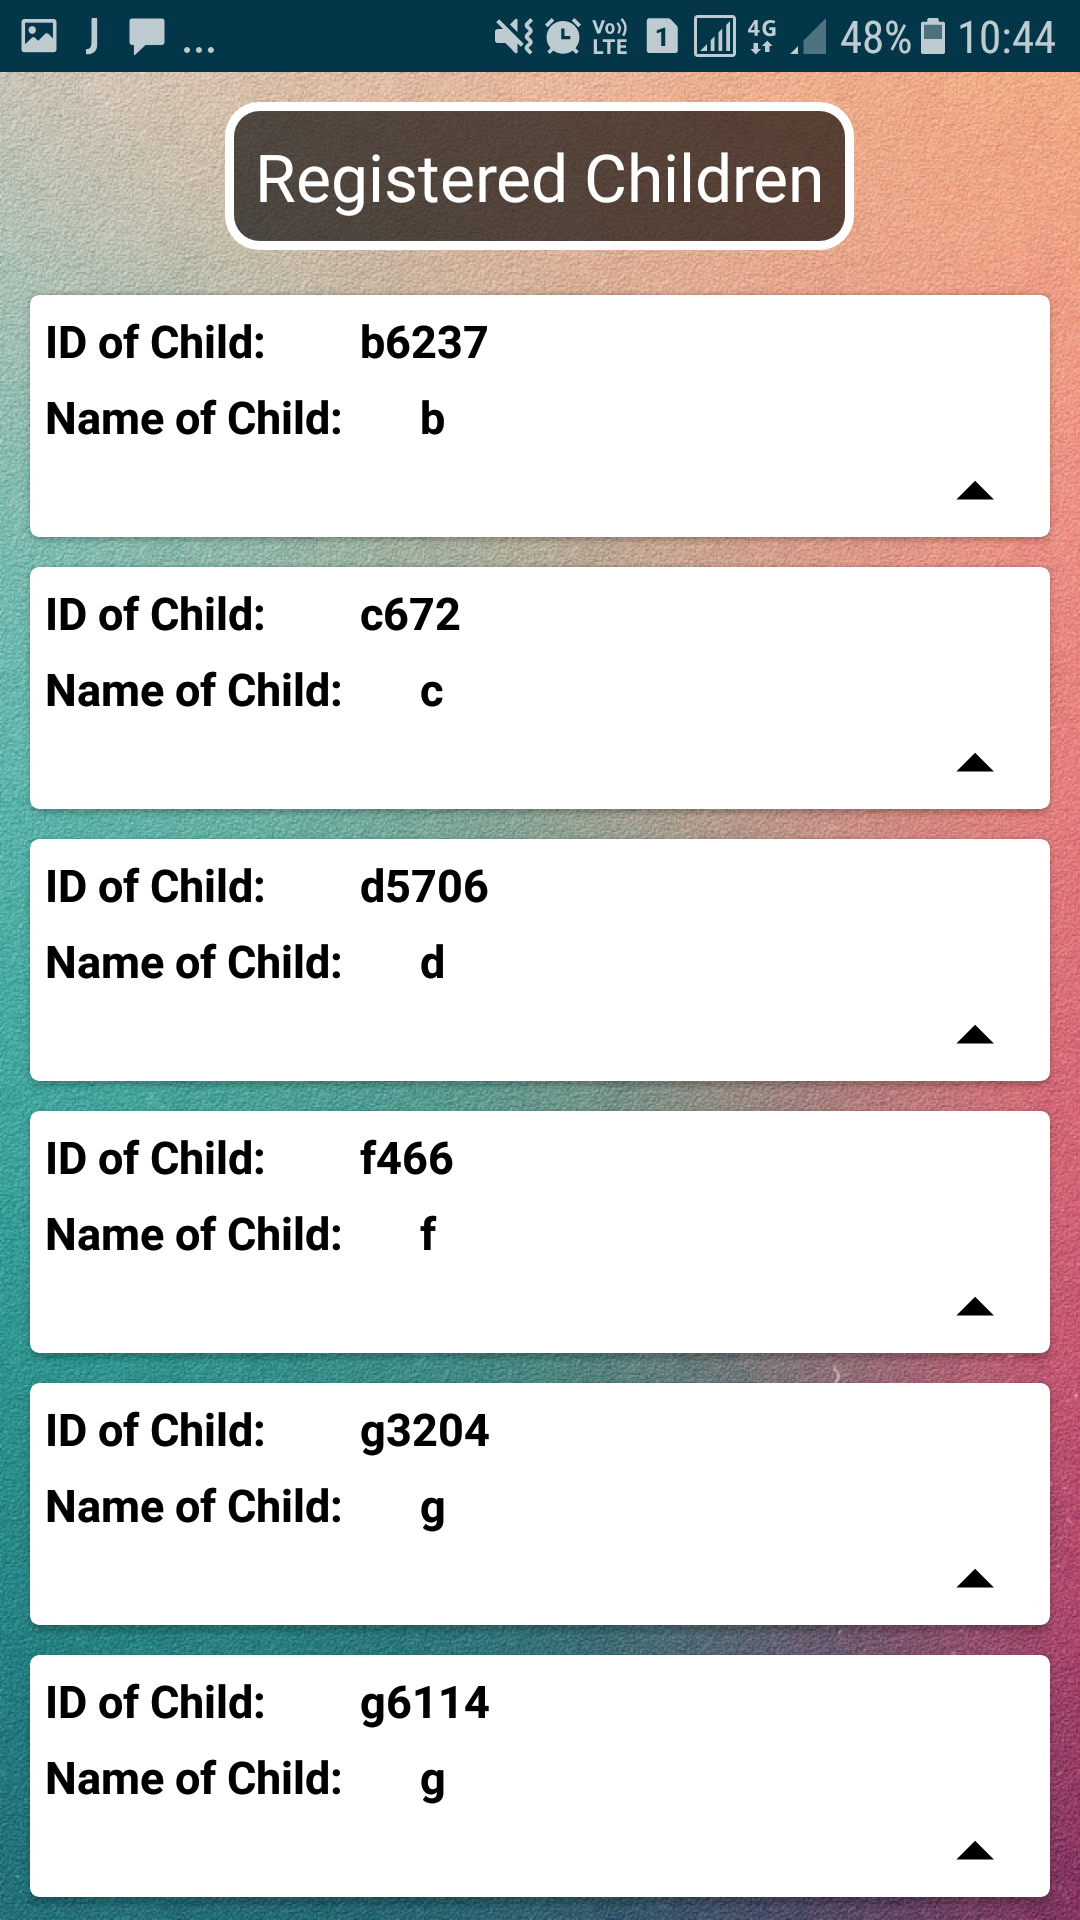 ... Vo)) LTE 1 4G 48% 10:44
Registered Children
ID of Child: b6237
Name of Child: b
ID of Child: c672
Name of Child: c
ID of Child: d5706
Name of Child: d
ID of Child: f466
Name of Child: f
ID of Child: g3204
Name of Child: g
ID of Child: g6114
Name of Child: g